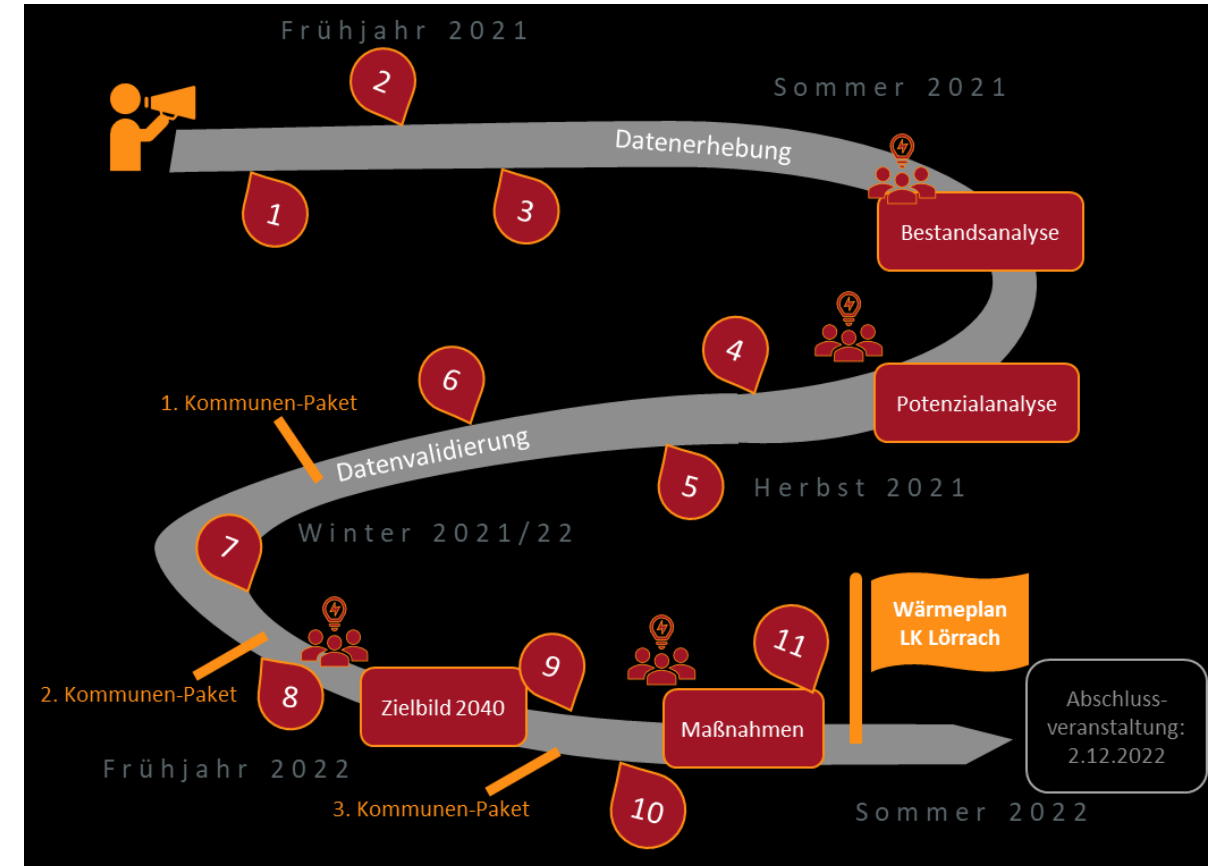 Frühjahr 2021
2
Sommer 2021
Datenerhebung
1
3
Bestandsanalyse
4
6
1. Kommunen-Paket
Potenzialanalyse
Datenvalidierung
5
Herbst 2021
Winter 2021/22
7
Wärmeplan
LK Lörrach
11
9
2. Kommunen-Paket
8
Zielbild 2040
Maßnahmen
Abschluss-
veranstaltung:
2.12.2022
Frühjahr 2022
3. Kommunen-Paket
10
Sommer 2022